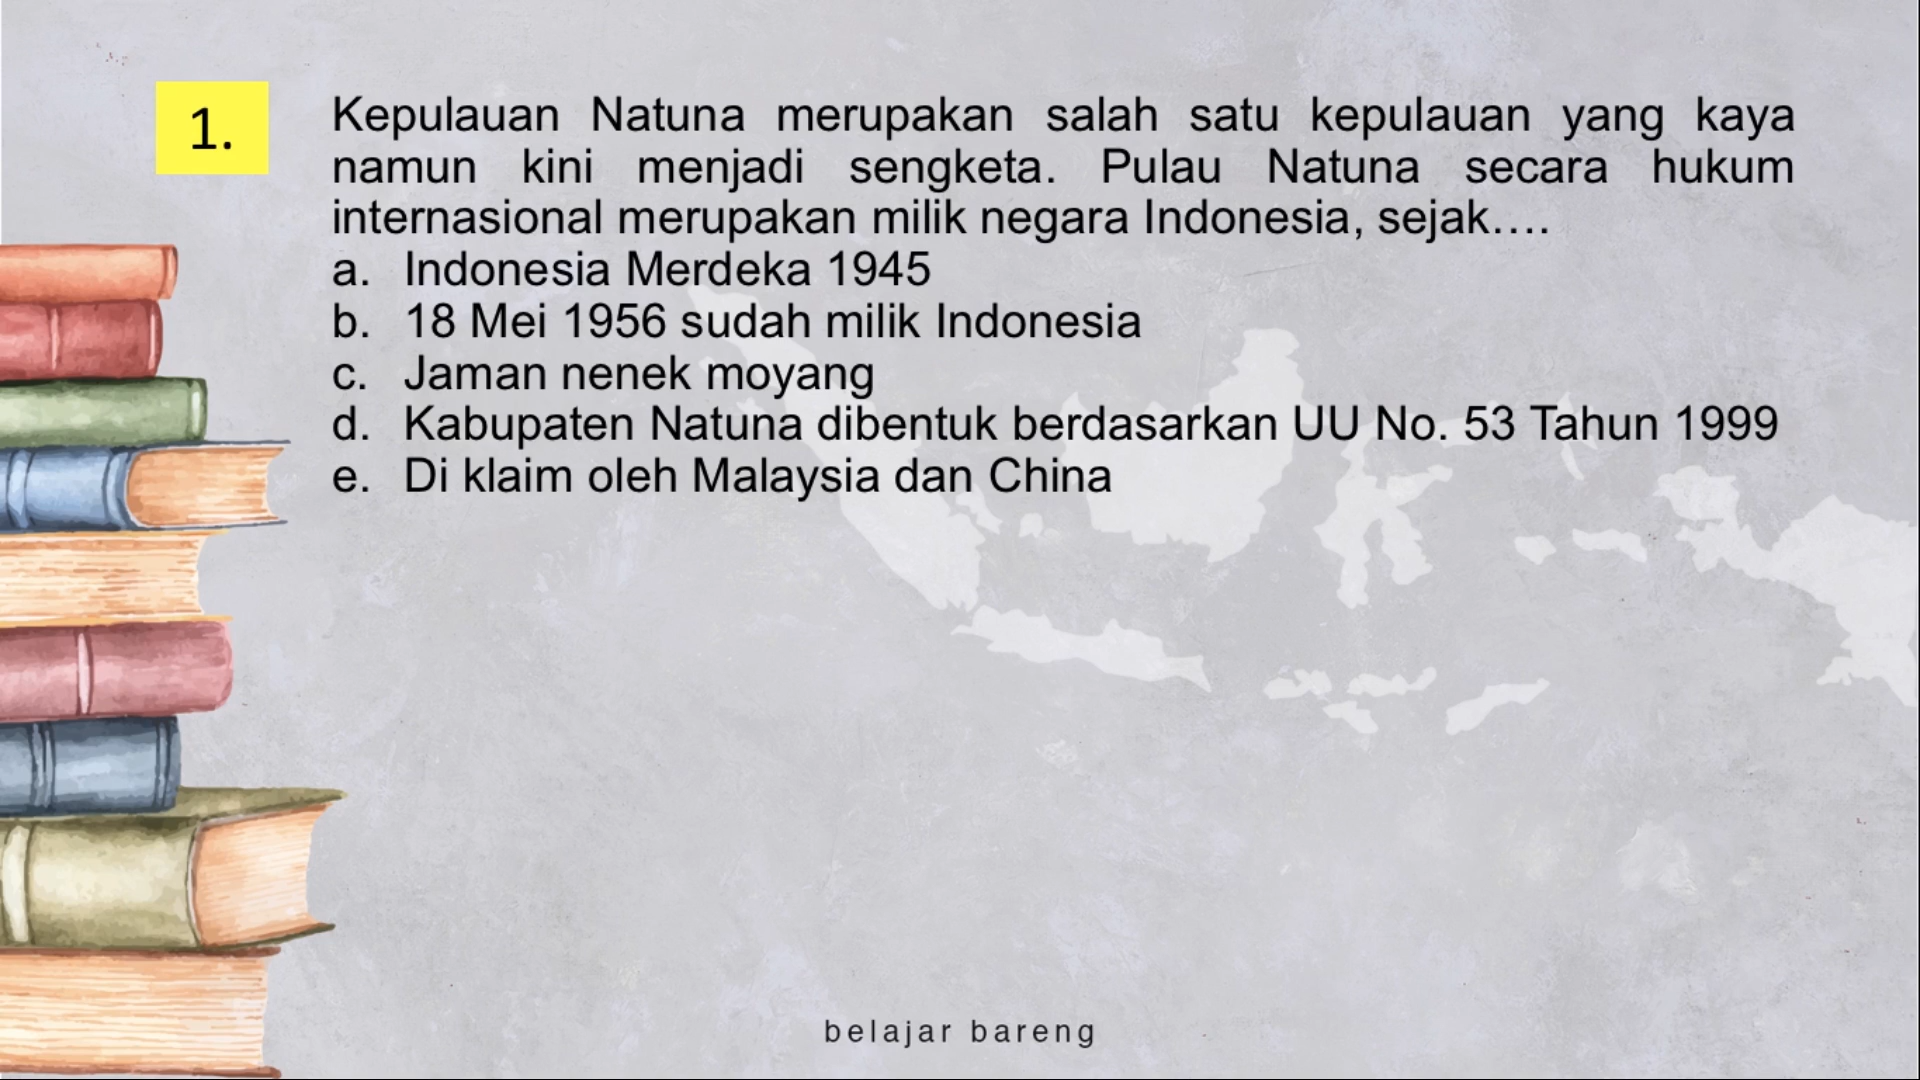 1.
Kepulauan Natuna merupakan salah satu kepulauan yang kaya
namun kini menjadi sengketa. Pulau Natuna secara hukum
internasional merupakan milik negara Indonesia, sejak....
a. Indonesia Merdeka 1945
b. 18 Mei 1956 sudah milik Indonesia
c. Jaman nenek moyang
d. Kabupaten Natuna dibentuk berdasarkan UU No. 53 Tahun 1999
e. Di klaim oleh Malaysia dan China
belajar bareng